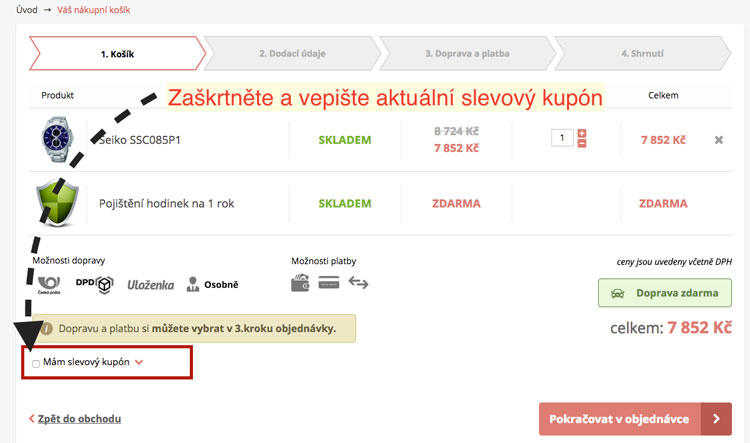 Úvod → Váš nákupní košík
1. Košík 2. Dodací údaje 3. Doprava a platba 4. Shrnutí
Zaškrtněte a vepište aktuální slevový kupón
Produkt Celkem
Seiko SSC085P1 SKLADEM 8 724 Kč 7 852 Kč 1 7 852 Kč
Pojištění hodinek na 1 rok SKLADEM ZDARMA ZDARMA
Možnosti dopravy Možnosti platby ceny jsou uvedeny včetně DPH
Česká pošta DPD Uloženka Osobně
Doprava zdarma
Dopravu a platbu si můžete vybrat v 3.kroku objednávky.
celkem: 7 852 Kč
Mám slevový kupón
Zpět do obchodu
Pokračovat v objednávce